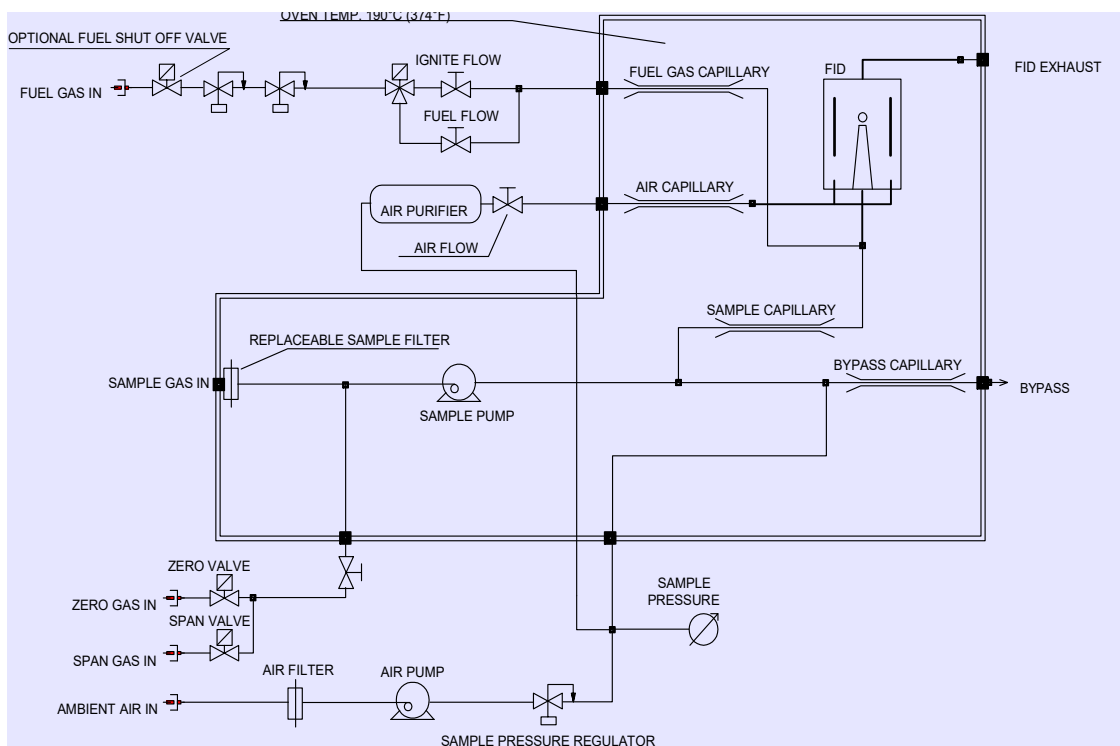 OVEN TEMP. 190°C (374°F)
OPTIONAL FUEL SHUT OFF VALVE
IGNITE FLOW
FUEL GAS CAPILLARY
FID
FID EXHAUST
FUEL GAS IN
FUEL FLOW
AIR CAPILLARY
AIR PURIFIER
AIR FLOW
SAMPLE CAPILLARY
REPLACEABLE SAMPLE FILTER
BYPASS CAPILLARY
SAMPLE GAS IN
BYPASS
SAMPLE PUMP
ZERO VALVE
SAMPLE
PRESSURE
ZERO GAS IN
SPAN VALVE
SPAN GAS IN
AIR FILTER
AIR PUMP
AMBIENT AIR IN
SAMPLE PRESSURE REGULATOR